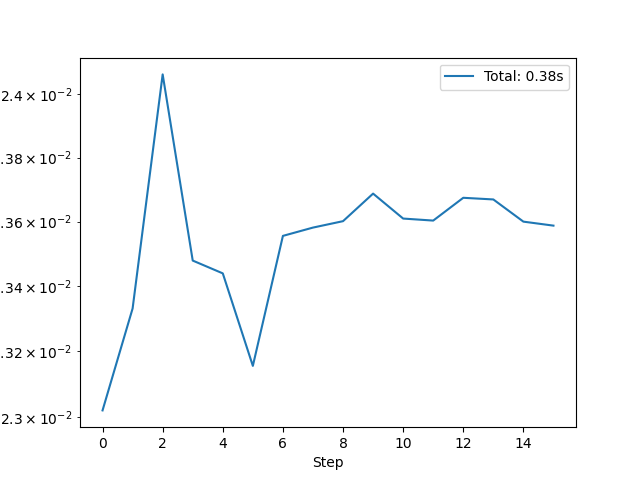 Total: 0.38s
2.4 × 10⁻²
.38 × 10⁻²
.36 × 10⁻²
.34 × 10⁻²
.32 × 10⁻²
2.3 × 10⁻²
0 2 4 6 8 10 12 14
Step